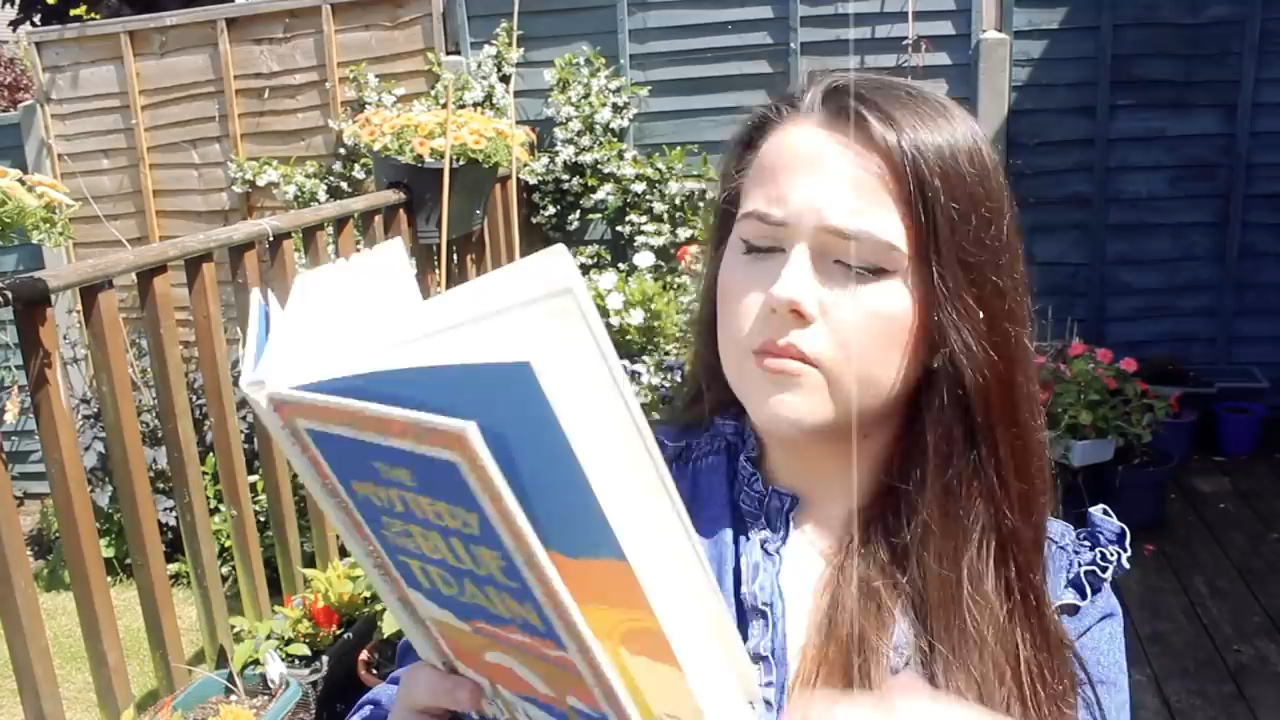 THE
MYSTERY
OF THE
BLUE
TRAIN